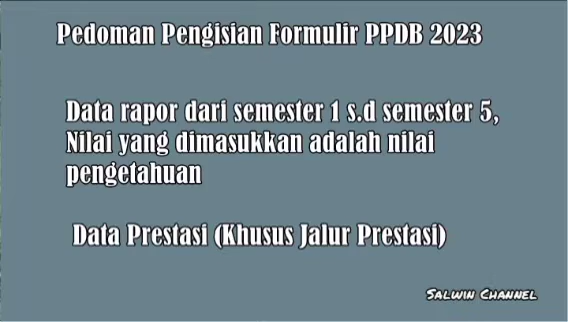 Pedoman Pengisian Formulir PPDB 2023
Data rapor dari semester 1 s.d semester 5,
Nilai yang dimasukkan adalah nilai
pengetahuan
Data Prestasi (Khusus Jalur Prestasi)
Salwin Channel